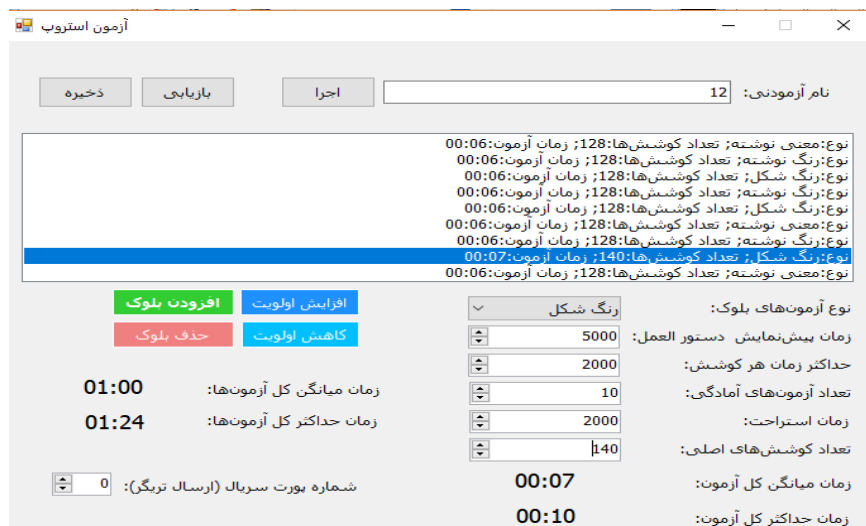 آزمون استروپ
نام آزمودنی: 12 اجرا بازیابی ذخیره
نوع:معنی نوشته; تعداد کوشش‌ها:128; زمان آزمون:00:06
نوع:رنگ نوشته; تعداد کوشش‌ها:128; زمان آزمون:00:06
نوع:رنگ شکل; تعداد کوشش‌ها:128; زمان آزمون:00:06
نوع:رنگ نوشته; تعداد کوشش‌ها:128; زمان آزمون:00:06
نوع:رنگ شکل; تعداد کوشش‌ها:128; زمان آزمون:00:06
نوع:معنی نوشته; تعداد کوشش‌ها:128; زمان آزمون:00:06
نوع:رنگ نوشته; تعداد کوشش‌ها:128; زمان آزمون:00:06
نوع:رنگ شکل; تعداد کوشش‌ها:140; زمان آزمون:00:07
نوع:معنی نوشته; تعداد کوشش‌ها:128; زمان آزمون:00:06
نوع آزمون‌های بلوک: رنگ شکل
زمان پیش‌نمایش دستور العمل: 5000
حداکثر زمان هر کوشش: 2000
تعداد آزمون‌های آمادگی: 10
زمان استراحت: 2000
تعداد کوشش‌های اصلی: 140
زمان میانگن کل آزمون: 00:07
زمان حداکثر کل آزمون: 00:10
افزایش اولویت افزودن بلوک
کاهش اولویت حذف بلوک
زمان میانگن کل آزمون‌ها: 01:00
زمان حداکثر کل آزمون‌ها: 01:24
شماره پورت سریال (ارسال تریگر): 0